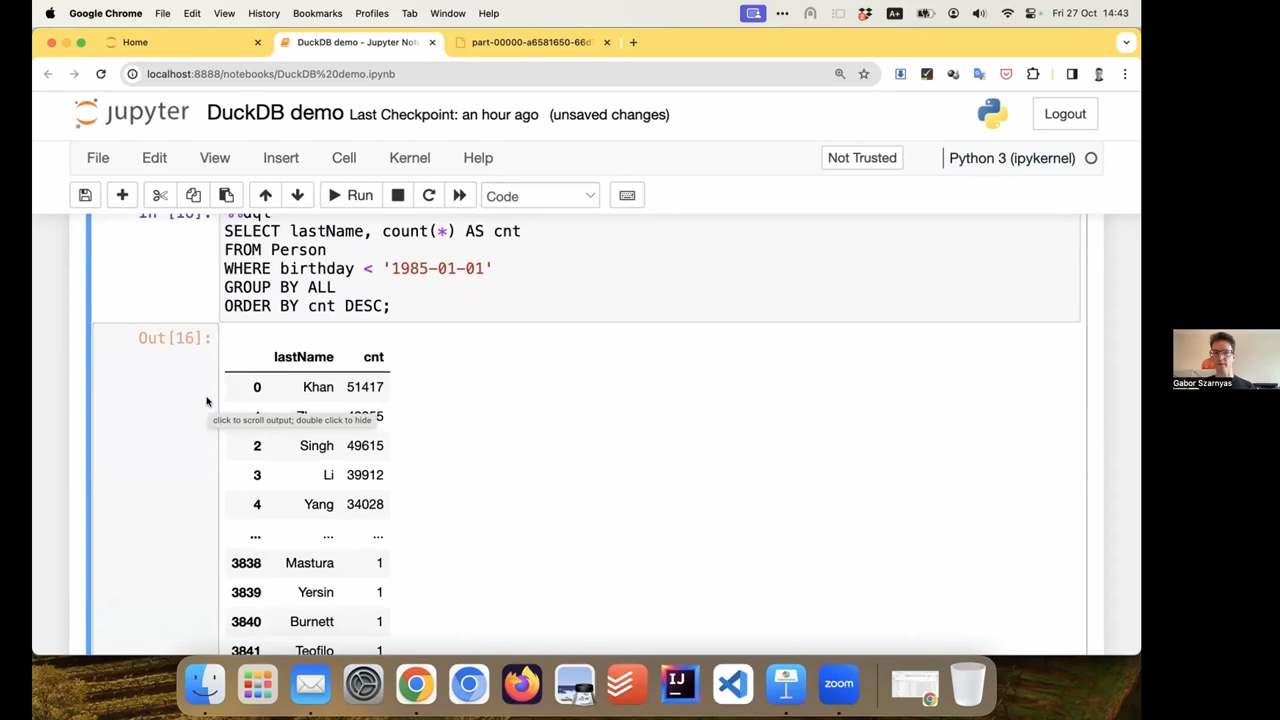 Google Chrome File Edit View History Bookmarks Profiles Tab Window Help Fri 27 Oct 14:43
Home DuckDB demo - Jupyter Not part-00000-a6581650-66d
localhost:8888/notebooks/DuckDB%20demo.ipynb
jupyter DuckDB demo Last Checkpoint: an hour ago (unsaved changes) Logout
File Edit View Insert Cell Kernel Help Not Trusted Python 3 (ipykernel)
Run Code
In [16]:
SELECT lastName, count(*) AS cnt
FROM Person
WHERE birthday < '1985-01-01'
GROUP BY ALL
ORDER BY cnt DESC;
Out[16]:
lastName cnt
0 Khan 51417
click to scroll output; double click to hide
2 Singh 49615
3 Li 39912
4 Yang 34028
... ... ...
3838 Mastura 1
3839 Yersin 1
3840 Burnett 1
3841 Teofilo 1
Gabor Szarnyas
zoom